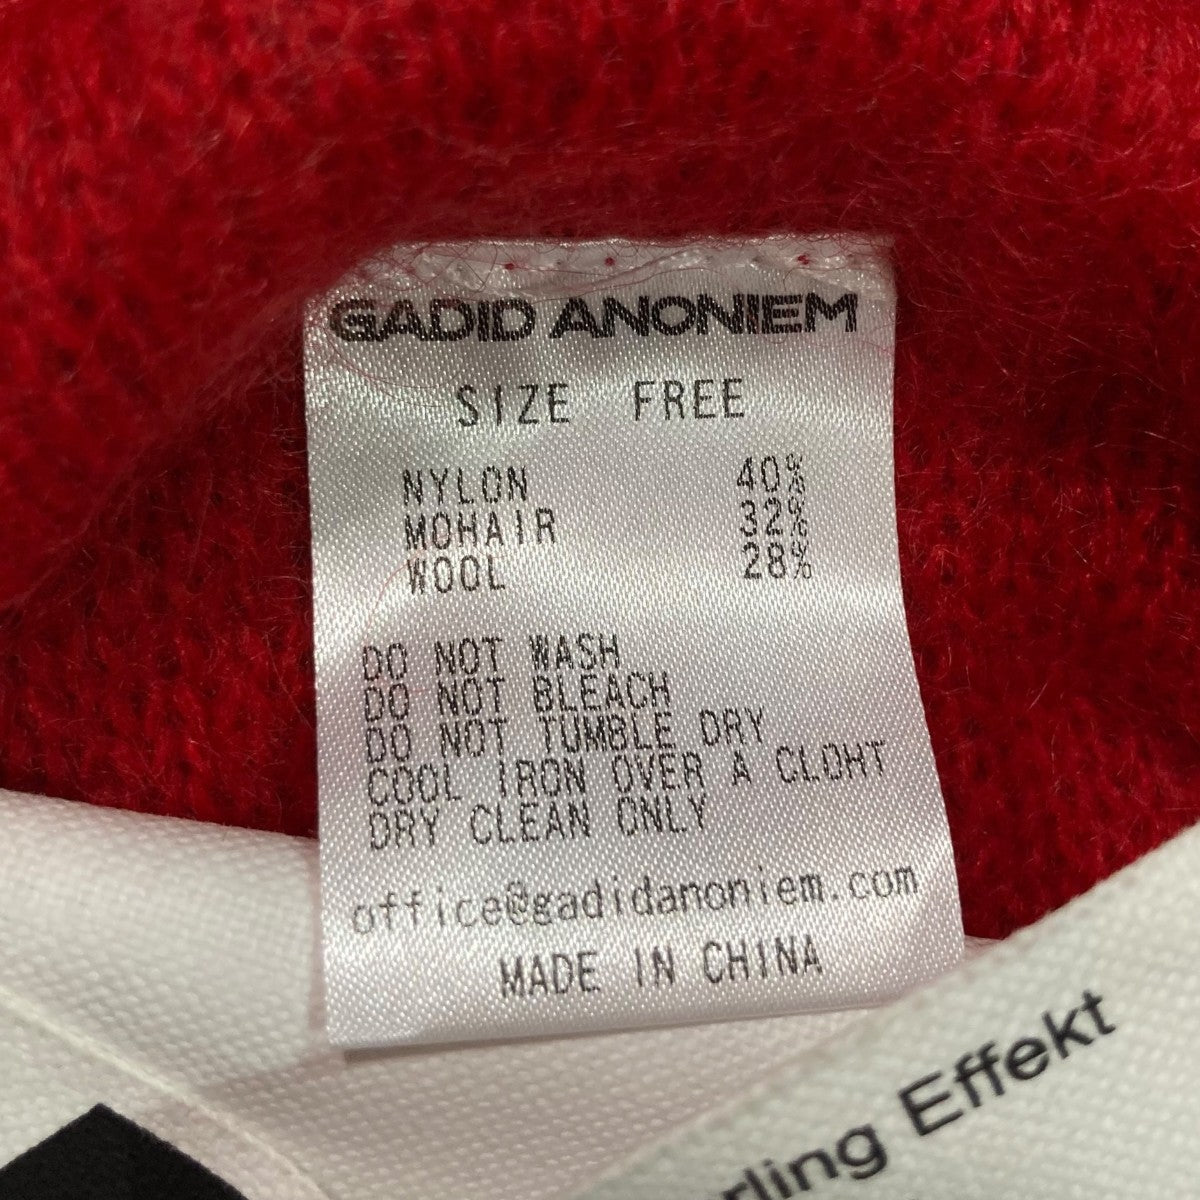 GADID ANONIEM
SIZE FREE
NYLON 40%
MOHAIR 32%
WOOL 28%
DO NOT WASH
DO NOT BLEACH
DO NOT TUMBLE DRY
COOL IRON OVER A CLOHT
DRY CLEAN ONLY
office@gadidanoniem.com
MADE IN CHINA
Effekt